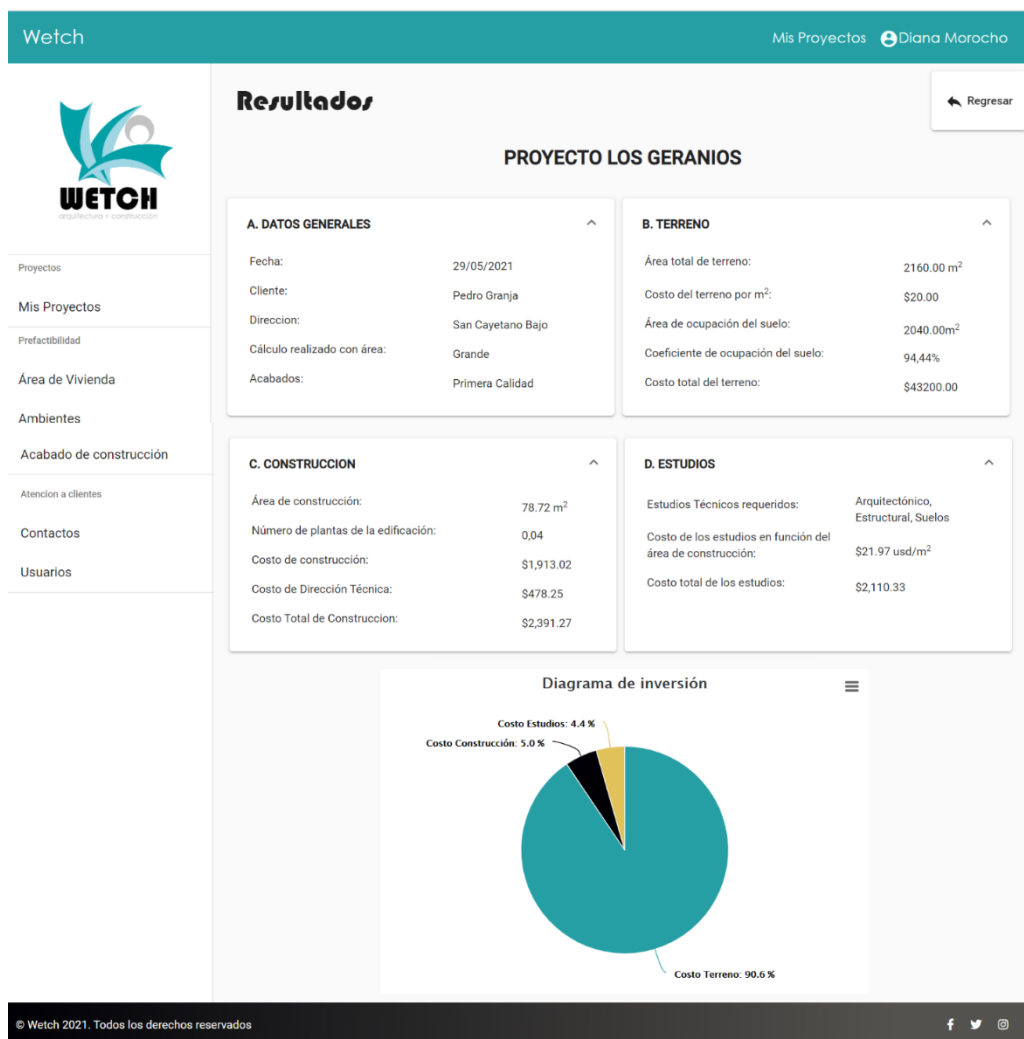 Wetch
Mis Proyectos Diana Morocho
WETCH
arquitectura + construcción
Proyectos
Mis Proyectos
Prefactibilidad
Área de Vivienda
Ambientes
Acabado de construcción
Atencion a clientes
Contactos
Usuarios
Resultados
Regresar
PROYECTO LOS GERANIOS
A. DATOS GENERALES
Fecha: 29/05/2021
Cliente: Pedro Granja
Direccion: San Cayetano Bajo
Cálculo realizado con área: Grande
Acabados: Primera Calidad
B. TERRENO
Área total de terreno: 2160.00 m²
Costo del terreno por m²: $20.00
Área de ocupación del suelo: 2040.00m²
Coeficiente de ocupación del suelo: 94,44%
Costo total del terreno: $43200.00
C. CONSTRUCCION
Área de construcción: 78.72 m²
Número de plantas de la edificación: 0,04
Costo de construcción: $1,913.02
Costo de Dirección Técnica: $478.25
Costo Total de Construccion: $2,391.27
D. ESTUDIOS
Estudios Técnicos requeridos: Arquitectónico,
Estructural, Suelos
Costo de los estudios en función del
área de construcción: $21.97 usd/m²
Costo total de los estudios: $2,110.33
Diagrama de inversión
Costo Estudios: 4.4 %
Costo Construcción: 5.0 %
Costo Terreno: 90.6 %
© Wetch 2021. Todos los derechos reservados